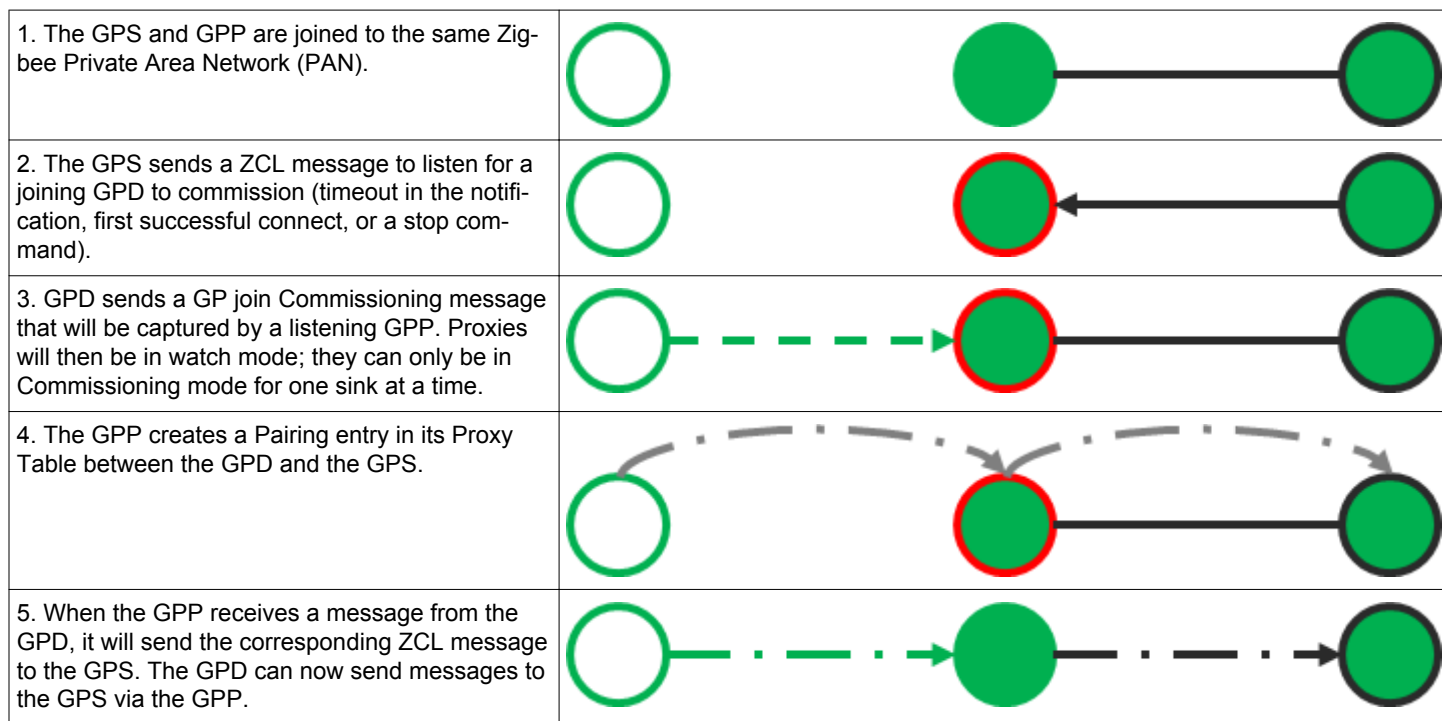 1. The GPS and GPP are joined to the same Zig-
bee Private Area Network (PAN).
2. The GPS sends a ZCL message to listen for a
joining GPD to commission (timeout in the notifi-
cation, first successful connect, or a stop com-
mand).
3. GPD sends a GP join Commissioning message
that will be captured by a listening GPP. Proxies
will then be in watch mode; they can only be in
Commissioning mode for one sink at a time.
4. The GPP creates a Pairing entry in its Proxy
Table between the GPD and the GPS.
5. When the GPP receives a message from the
GPD, it will send the corresponding ZCL message
to the GPS. The GPD can now send messages to
the GPS via the GPP.